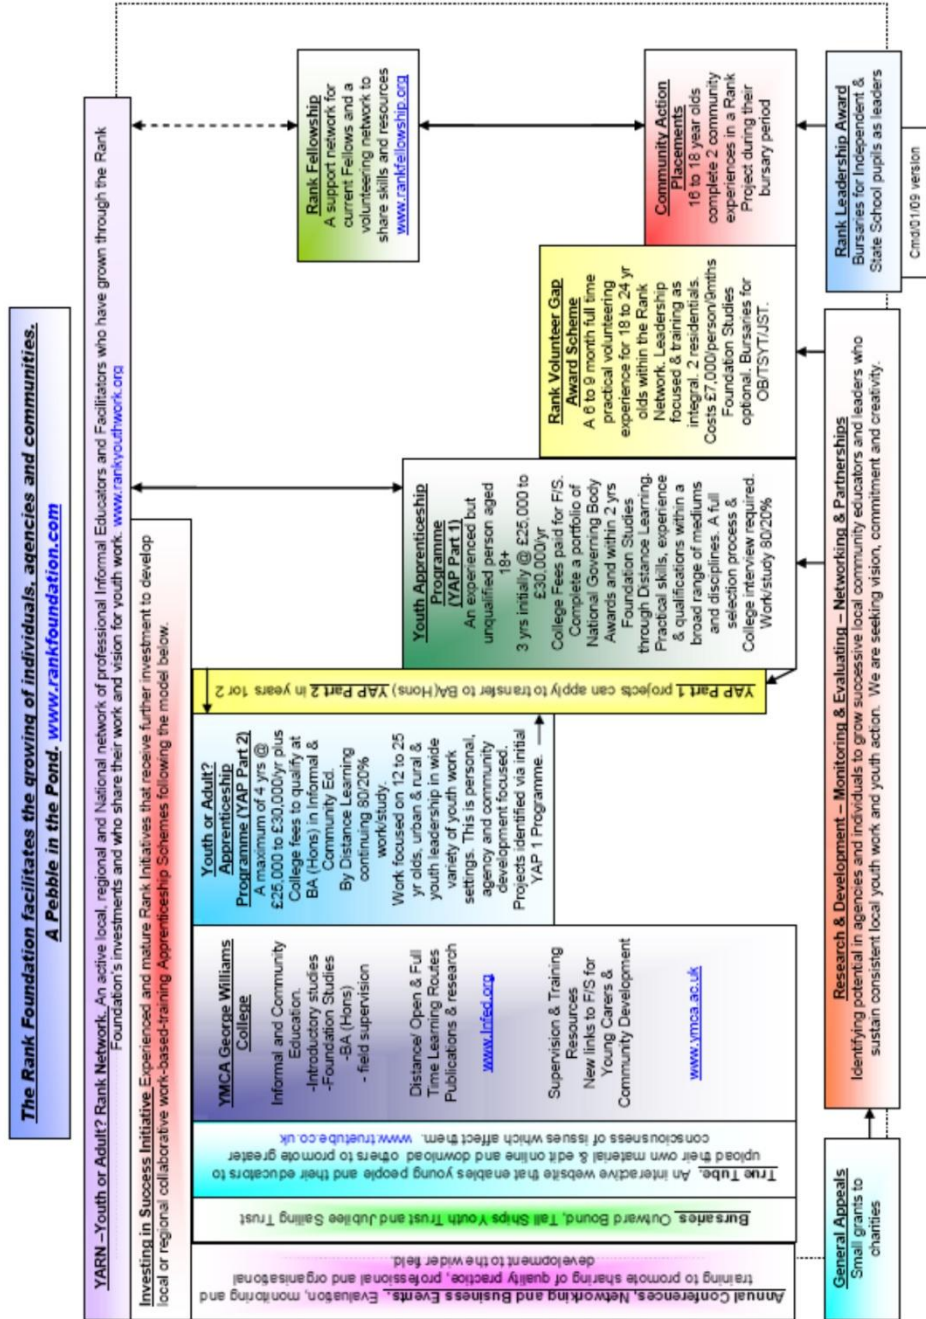 The Rank Foundation facilitates the growing of individuals, agencies and communities.
A Pebble in the Pond. www.rankfoundation.com
YARN –Youth or Adult? Rank Network. An active local, regional and National network of professional Informal Educators and Facilitators who have grown through the Rank
Foundation's investments and who share their work and vision for youth work. www.rankyouthwork.org
Investing in Success Initiative Experienced and mature Rank Initiatives that receive further investment to develop
local or regional collaborative work-based-training Apprenticeship Schemes following the model below.
Annual Conferences, Networking and Business Events. Evaluation, monitoring and
training to promote sharing of quality practice, professional and organisational
development to the wider field.
Bursaries Outward Bound, Tall Ships Youth Trust and Jubilee Sailing Trust
True Tube. An interactive website that enables young people and their educators to
upload their own material & edit online and download others to promote greater
consciousness of issues which affect them. www.truetube.co.uk
YMCA George Williams
College
Informal and Community
Education.
-Introductory studies
-Foundation Studies
-BA (Hons)
- field supervision
Distance/ Open & Full
Time Learning Routes
Publications & research
www.Infed.org
Supervision & Training
Resources
New links to F/S for
Young Carers &
Community Development
www.ymca.ac.uk
Youth or Adult?
Apprenticeship
Programme (YAP Part 2)
A maximum of 4 yrs @
£25,000 to £30,000/yr plus
College fees to qualify at
BA (Hons) in Informal &
Community Ed.
By Distance Learning
continuing 80/20%
work/study.
Work focused on 12 to 25
yr olds, urban & rural &
youth leadership in wide
variety of youth work
settings. This is personal,
agency and community
development focused.
Projects identified via initial
YAP 1 Programme.
YAP Part 1 projects can apply to transfer to BA(Hons) YAP Part 2 in years 1or 2
Youth Apprenticeship
Programme
(YAP Part 1)
An experienced but
unqualified person aged
18+
3 yrs initially @ £25,000 to
£30,000/yr
College Fees paid for F/S.
Complete a portfolio of
National Governing Body
Awards and within 2 yrs
Foundation Studies
through Distance Learning.
Practical skills, experience
& qualifications within a
broad range of mediums
and disciplines. A full
selection process &
College interview required.
Work/study 80/20%
Rank Volunteer Gap
Award Scheme
A 6 to 9 month full time
practical volunteering
experience for 18 to 24 yr
olds within the Rank
Network. Leadership
focused & training as
integral. 2 residentials.
Costs £7,000/person/9mths
Foundation Studies
optional. Bursaries for
OB/TSYT/JST.
Rank Fellowship
A support network for
current Fellows and a
volunteering network to
share skills and resources
www.rankfellowship.org
Community Action
Placements
16 to 18 year olds
complete 2 community
experiences in a Rank
Project during their
bursary period
General Appeals
Small grants to
charities
Research & Development – Monitoring & Evaluating – Networking & Partnerships
Identifying potential in agencies and individuals to grow successive local community educators and leaders who
sustain consistent local youth work and youth action. We are seeking vision, commitment and creativity.
Rank Leadership Award
Bursaries for Independent &
State School pupils as leaders
Cmd/01/09 version